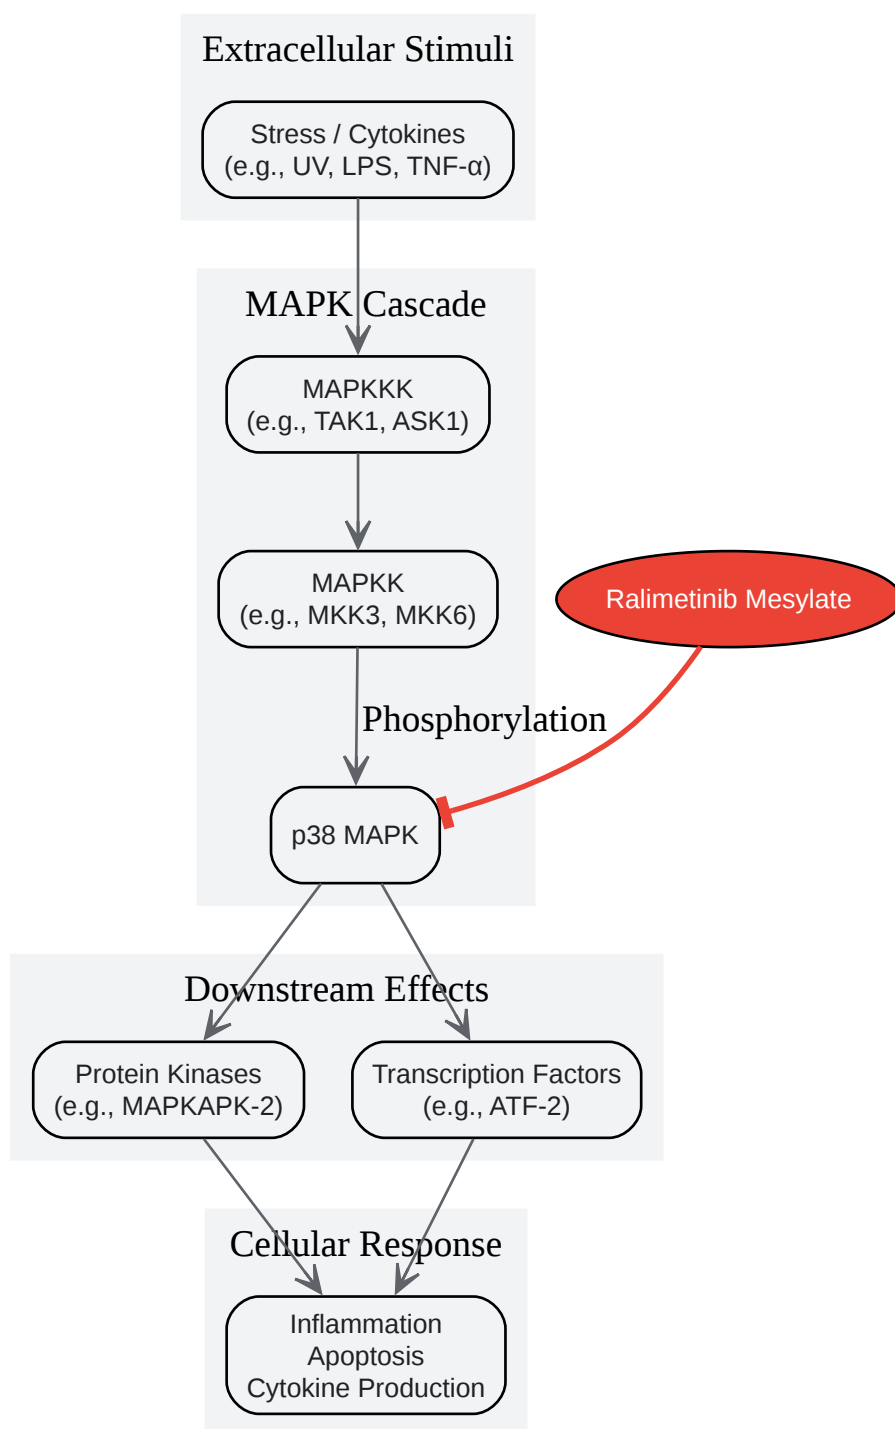 Extracellular Stimuli
Stress / Cytokines
(e.g., UV, LPS, TNF-α)
MAPK Cascade
MAPKKK
(e.g., TAK1, ASK1)
MAPKK
(e.g., MKK3, MKK6)
Ralimetinib Mesylate
Phosphorylation
p38 MAPK
Downstream Effects
Protein Kinases
(e.g., MAPKAPK-2)
Transcription Factors
(e.g., ATF-2)
Cellular Response
Inflammation
Apoptosis
Cytokine Production